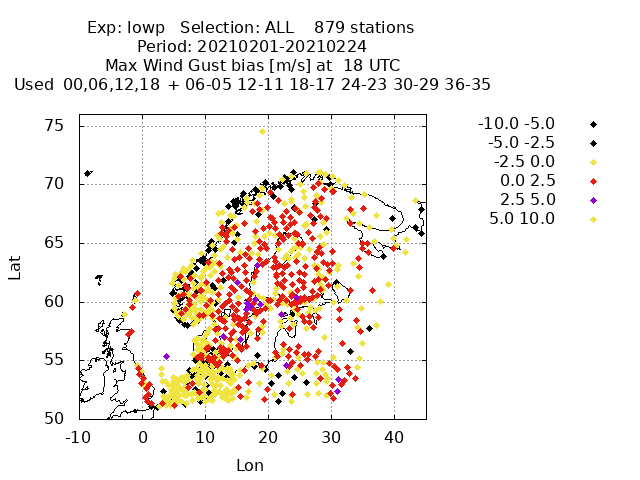 Exp: Iowp   Selection: ALL    879 stations
Period: 20210201-20210224
Max Wind Gust bias [m/s] at  18 UTC
Used  00,06,12,18  + 06-05 12-11 18-17 24-23 30-29 36-35
75
70
65
60
55
50
Lat
-10 0 10 20 30 40
Lon
-10.0 -5.0
-5.0 -2.5
-2.5 0.0
0.0 2.5
2.5 5.0
5.0 10.0